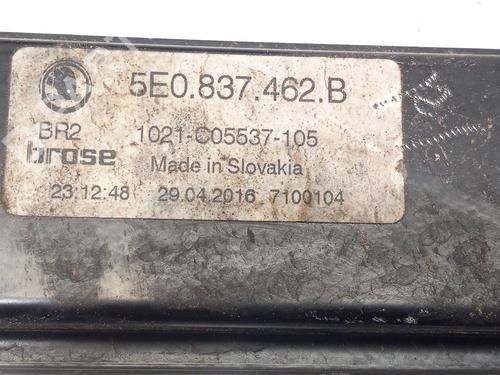 5E0.837.462.B
BR2 1021-C05537-105
brose Made in Slovakia
23:12:48 29.04.2016 7100104